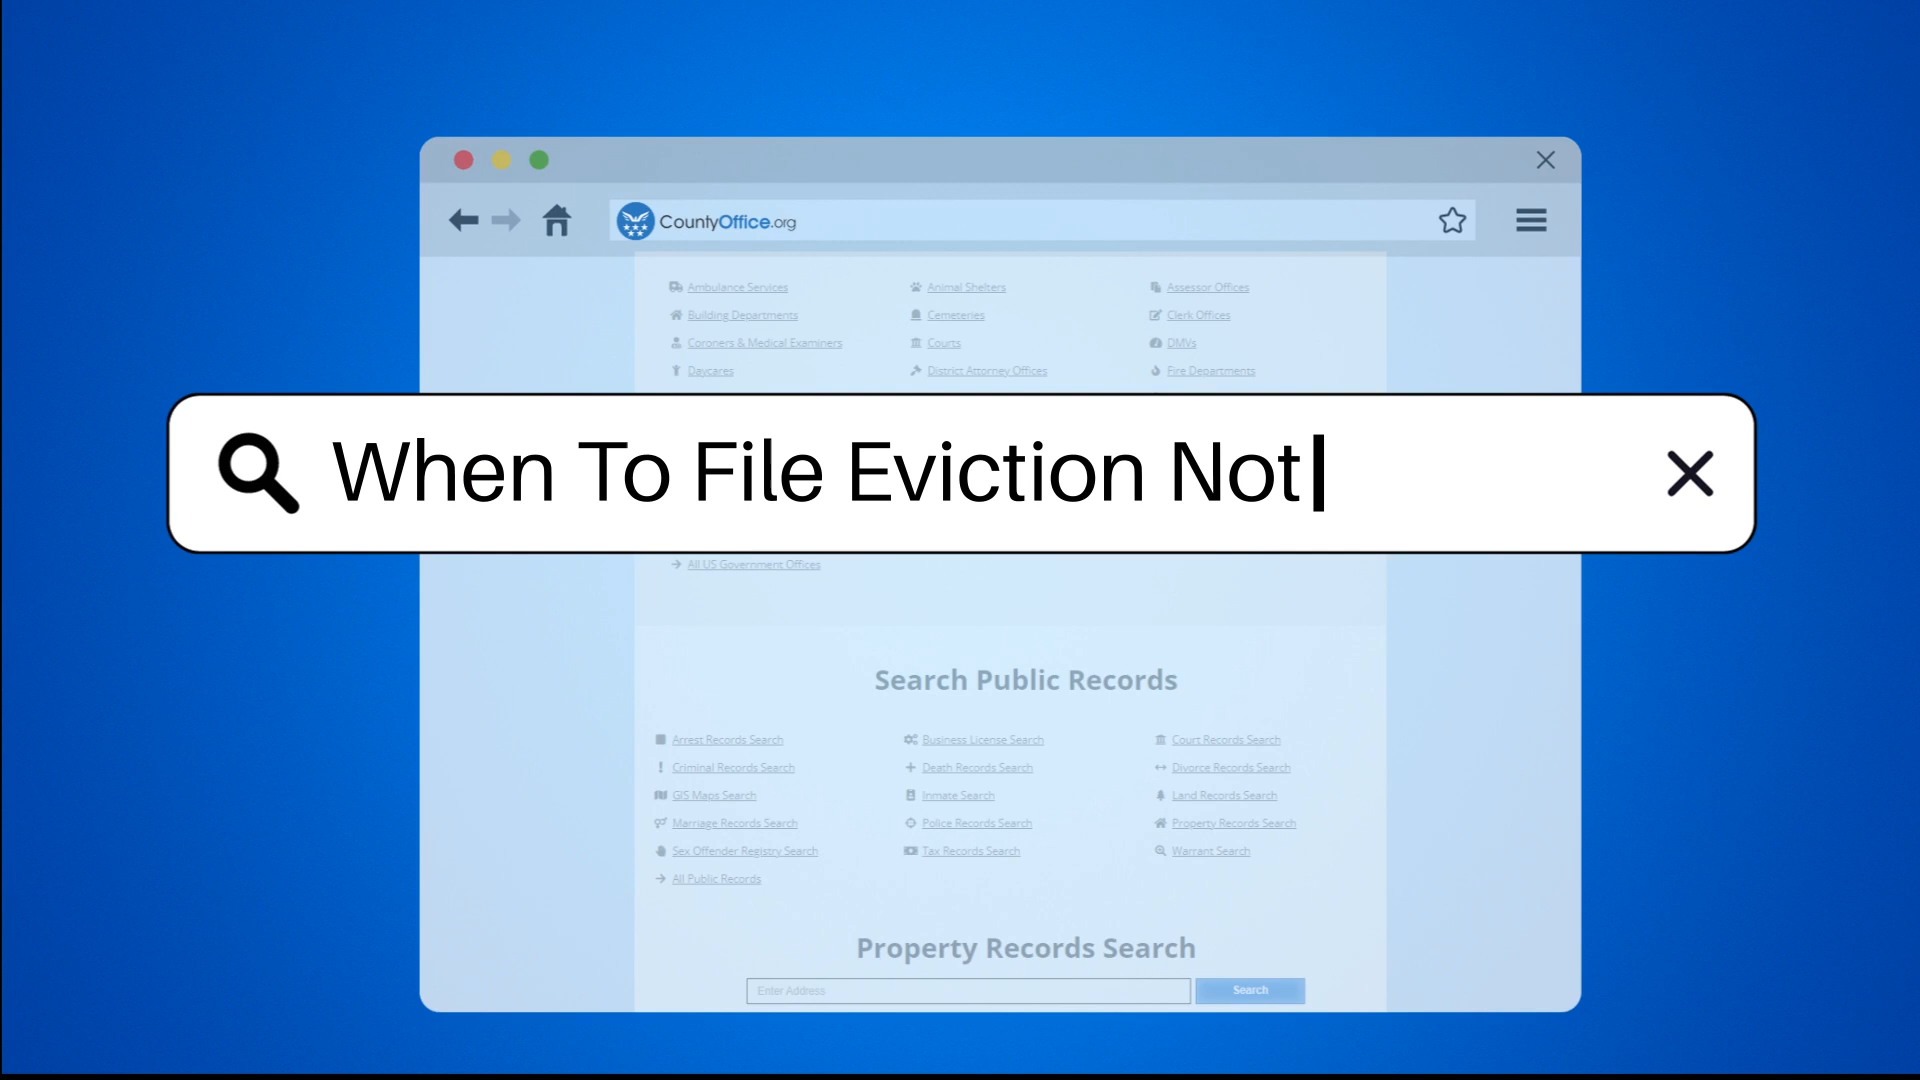 CountyOffice.org
Ambulance Services Animal Shelters Assessor Offices
Building Departments Cemeteries Clerk Offices
Coroners & Medical Examiners Courts DMVs
Daycares District Attorney Offices Fire Departments
When To File Eviction Not
All US Government Offices
Search Public Records
Arrest Records Search Business License Search Court Records Search
Criminal Records Search Death Records Search Divorce Records Search
GIS Maps Search Inmate Search Land Records Search
Marriage Records Search Police Records Search Property Records Search
Sex Offender Registry Search Tax Records Search Warrant Search
All Public Records
Property Records Search
Enter Address Search